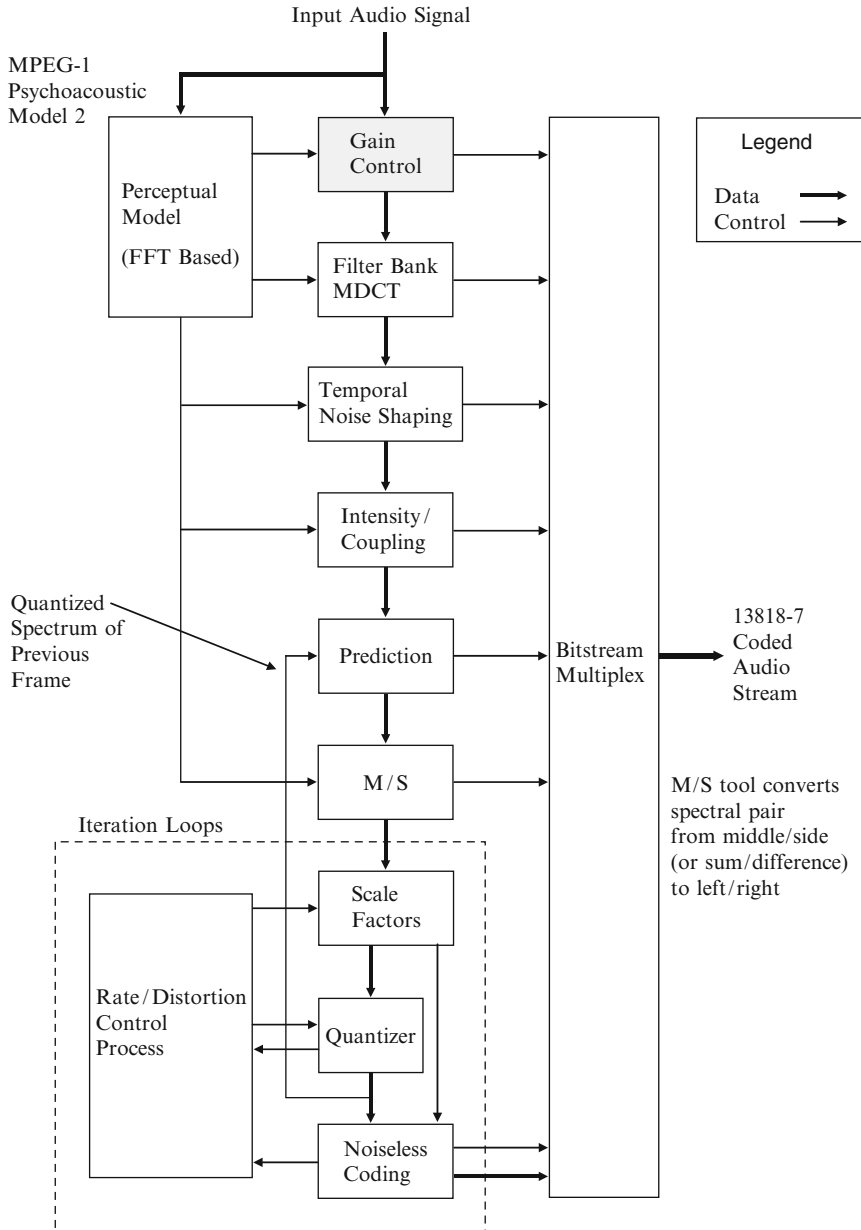 Input Audio Signal
MPEG-1
Psychoacoustic
Model 2
Gain
Control
Legend
Data
Control
Perceptual
Model
(FFT Based)
Filter Bank
MDCT
Temporal
Noise Shaping
Intensity/
Coupling
Quantized
Spectrum of
Previous
Frame
Prediction
Bitstream
Multiplex
13818-7
Coded
Audio
Stream
M/S
M/S tool converts
spectral pair
from middle/side
(or sum/difference)
to left/right
Iteration Loops
Scale
Factors
Rate/Distortion
Control
Process
Quantizer
Noiseless
Coding